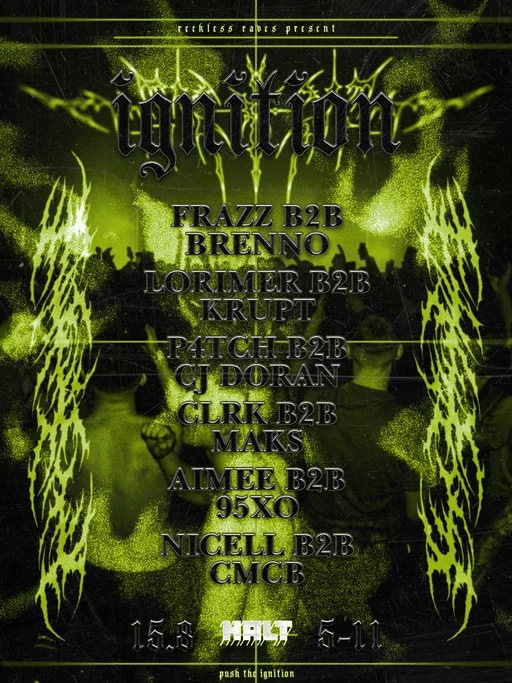 reckless raves present
ignition
FRAZZ B2B
BRENNO
LORIMER B2B
KRUPT
P4TCH B2B
CJ DORAN
CLRK B2B
MAKS
AIMEE B2B
95XO
NICELL B2B
CMCB
15.8 HALT 5-11
push the ignition